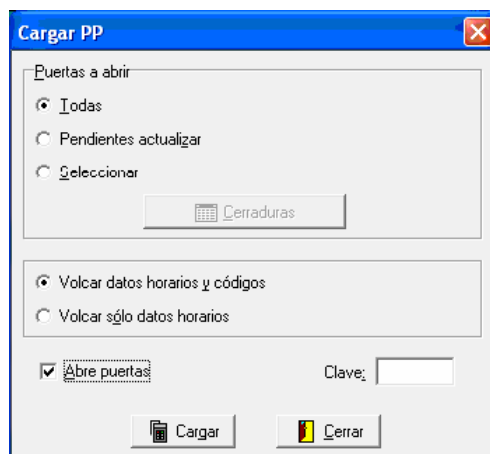 Cargar PP
Puertas a abrir
Todas
Pendientes actualizar
Seleccionar
Cerraduras
Volcar datos horarios y códigos
Volcar sólo datos horarios
Abre puertas
Clave:
Cargar
Cerrar